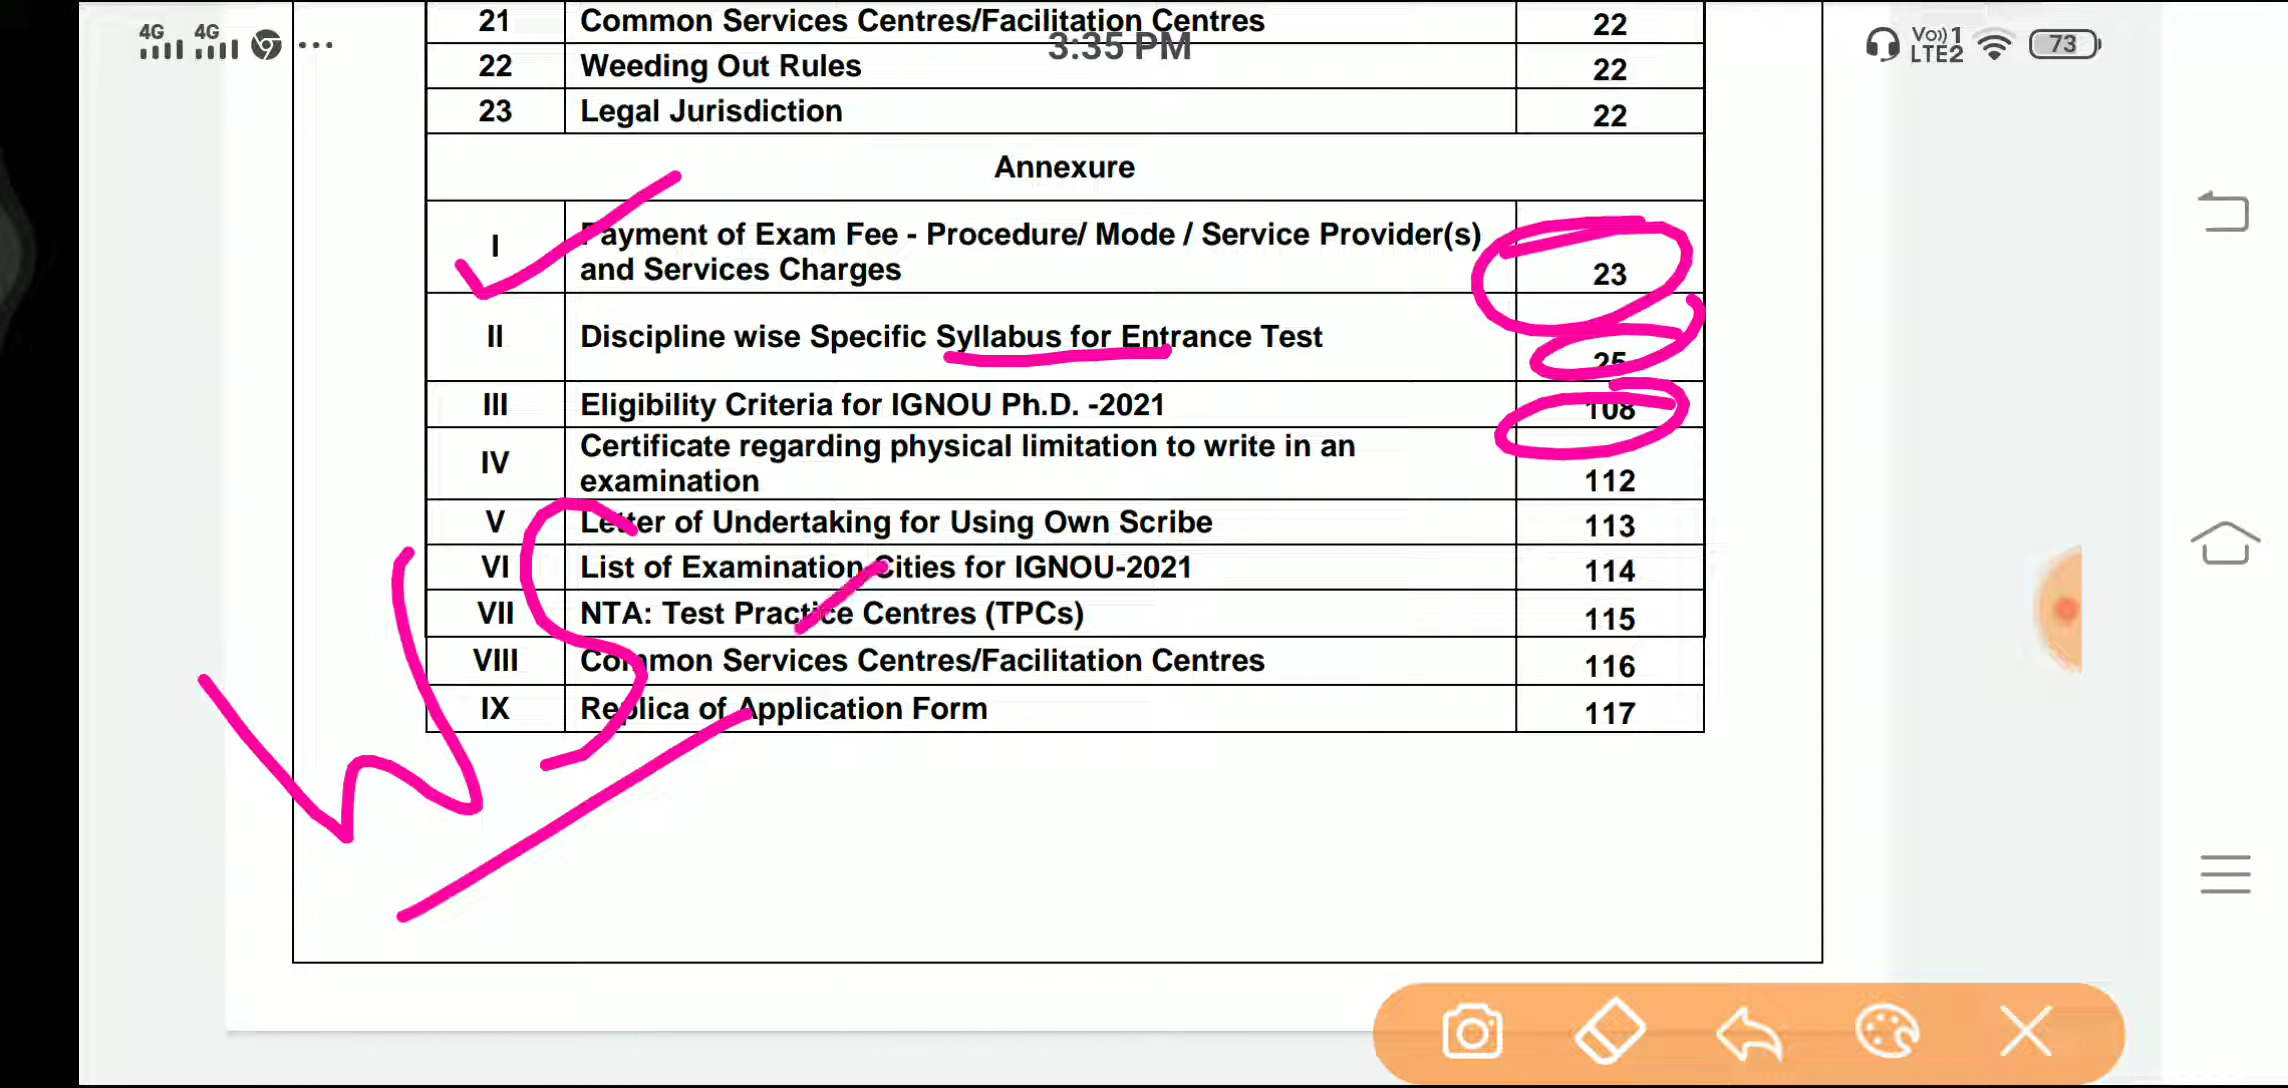 4G 4G ... 3:35 PM Vo)) 1 LTE2 73
21 Common Services Centres/Facilitation Centres 22
22 Weeding Out Rules 22
23 Legal Jurisdiction 22
Annexure
I Payment of Exam Fee - Procedure/ Mode / Service Provider(s)
and Services Charges 23
II Discipline wise Specific Syllabus for Entrance Test 25
III Eligibility Criteria for IGNOU Ph.D. -2021 108
IV Certificate regarding physical limitation to write in an
examination 112
V Letter of Undertaking for Using Own Scribe 113
VI List of Examination Cities for IGNOU-2021 114
VII NTA: Test Practice Centres (TPCs) 115
VIII Common Services Centres/Facilitation Centres 116
IX Replica of Application Form 117